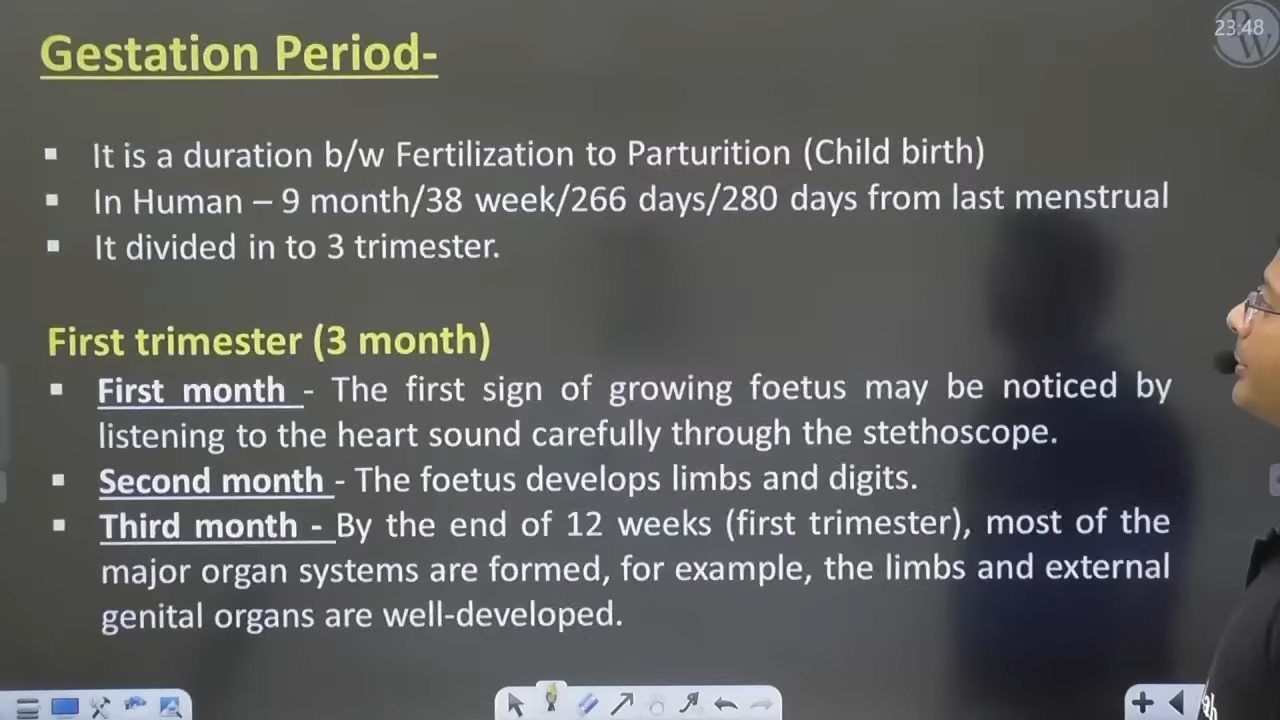 23:48
Gestation Period-
▪ It is a duration b/w Fertilization to Parturition (Child birth)
▪ In Human – 9 month/38 week/266 days/280 days from last menstrual
▪ It divided in to 3 trimester.
First trimester (3 month)
▪ First month - The first sign of growing foetus may be noticed by
listening to the heart sound carefully through the stethoscope.
▪ Second month - The foetus develops limbs and digits.
▪ Third month - By the end of 12 weeks (first trimester), most of the
major organ systems are formed, for example, the limbs and external
genital organs are well-developed.